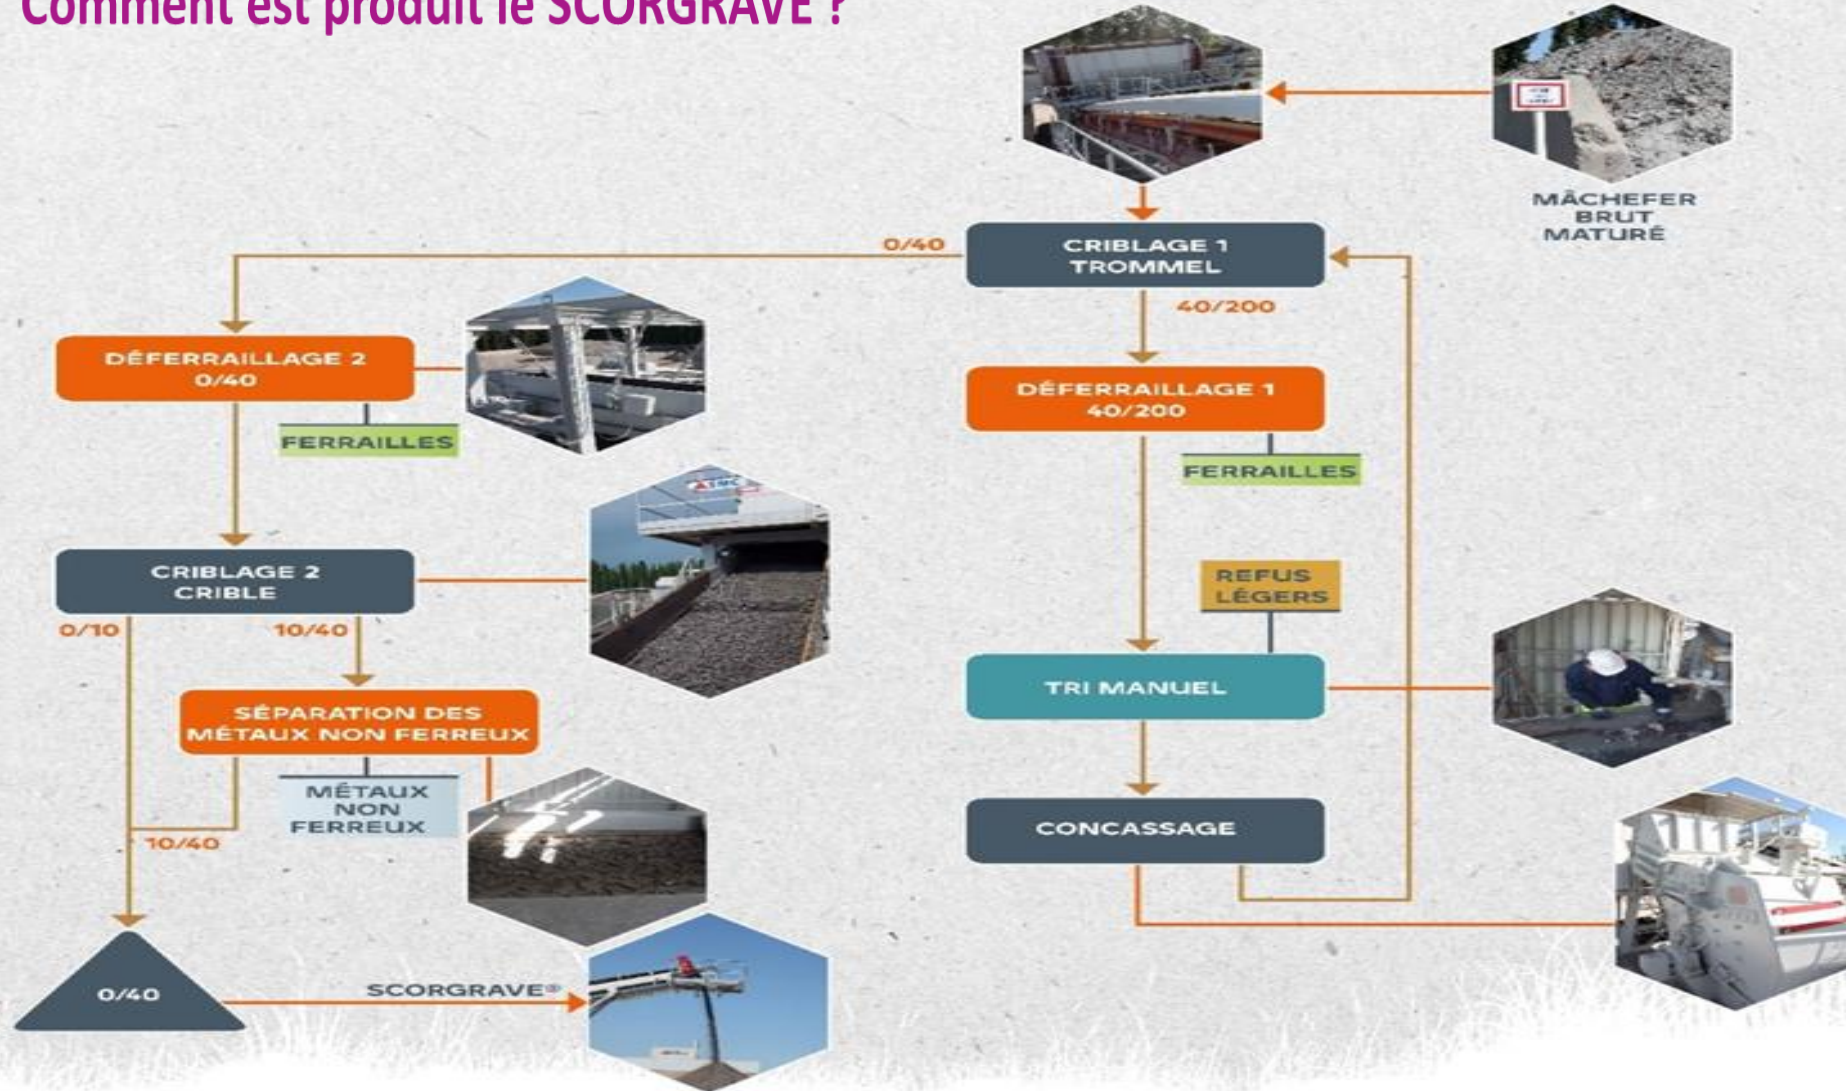 Comment est produit le SCORGRAVE ?
MÂCHEFER
BRUT
MATURÉ
0/40
CRIBLAGE 1
TROMMEL
40/200
DÉFERRAILLAGE 2
0/40
FERRAILLES
DÉFERRAILLAGE 1
40/200
FERRAILLES
CRIBLAGE 2
CRIBLE
0/10
10/40
REFUS
LÉGERS
SÉPARATION DES
MÉTAUX NON FERREUX
TRI MANUEL
MÉTAUX
NON
FERREUX
10/40
CONCASSAGE
0/40
SCORGRAVE®